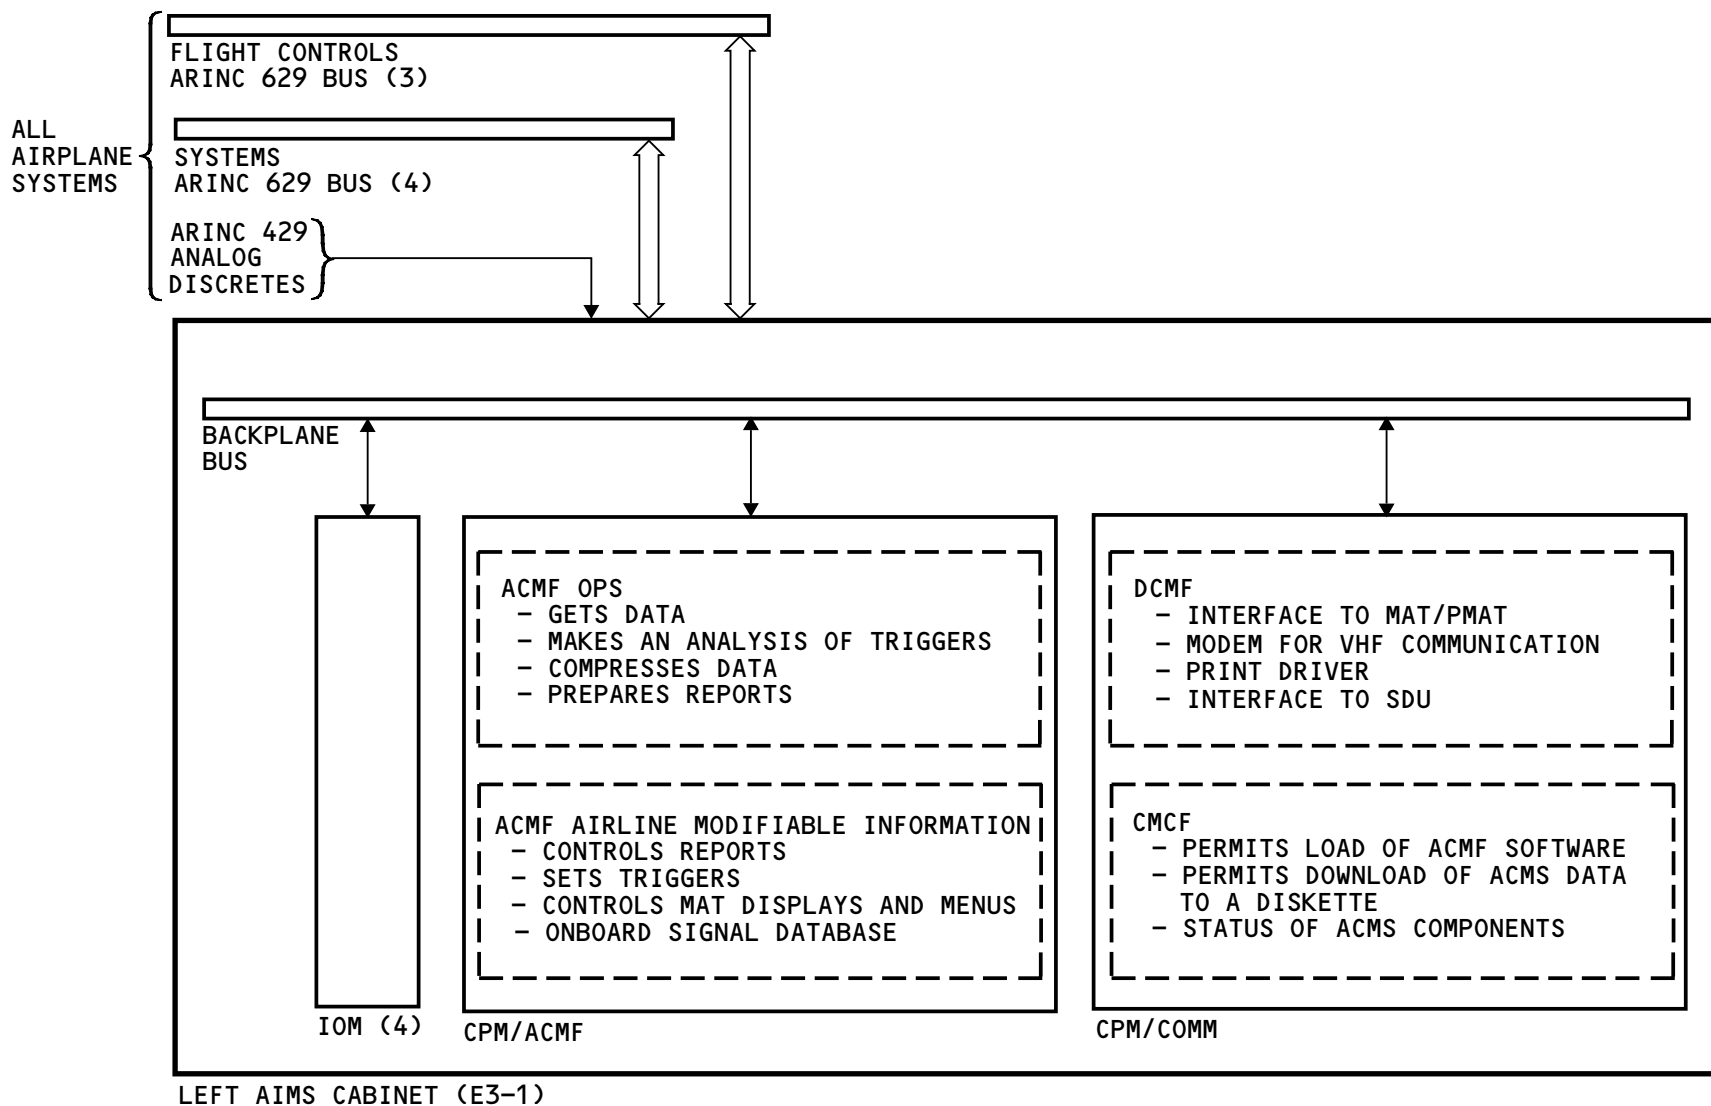 FLIGHT CONTROLS
ARINC 629 BUS (3)
ALL
AIRPLANE
SYSTEMS
SYSTEMS
ARINC 629 BUS (4)
ARINC 429
ANALOG
DISCRETES
BACKPLANE
BUS
IOM (4)
ACMF OPS
– GETS DATA
– MAKES AN ANALYSIS OF TRIGGERS
– COMPRESSES DATA
– PREPARES REPORTS
ACMF AIRLINE MODIFIABLE INFORMATION
– CONTROLS REPORTS
– SETS TRIGGERS
– CONTROLS MAT DISPLAYS AND MENUS
– ONBOARD SIGNAL DATABASE
CPM/ACMF
DCMF
– INTERFACE TO MAT/PMAT
– MODEM FOR VHF COMMUNICATION
– PRINT DRIVER
– INTERFACE TO SDU
CMCF
– PERMITS LOAD OF ACMF SOFTWARE
– PERMITS DOWNLOAD OF ACMS DATA
TO A DISKETTE
– STATUS OF ACMS COMPONENTS
CPM/COMM
LEFT AIMS CABINET (E3–1)